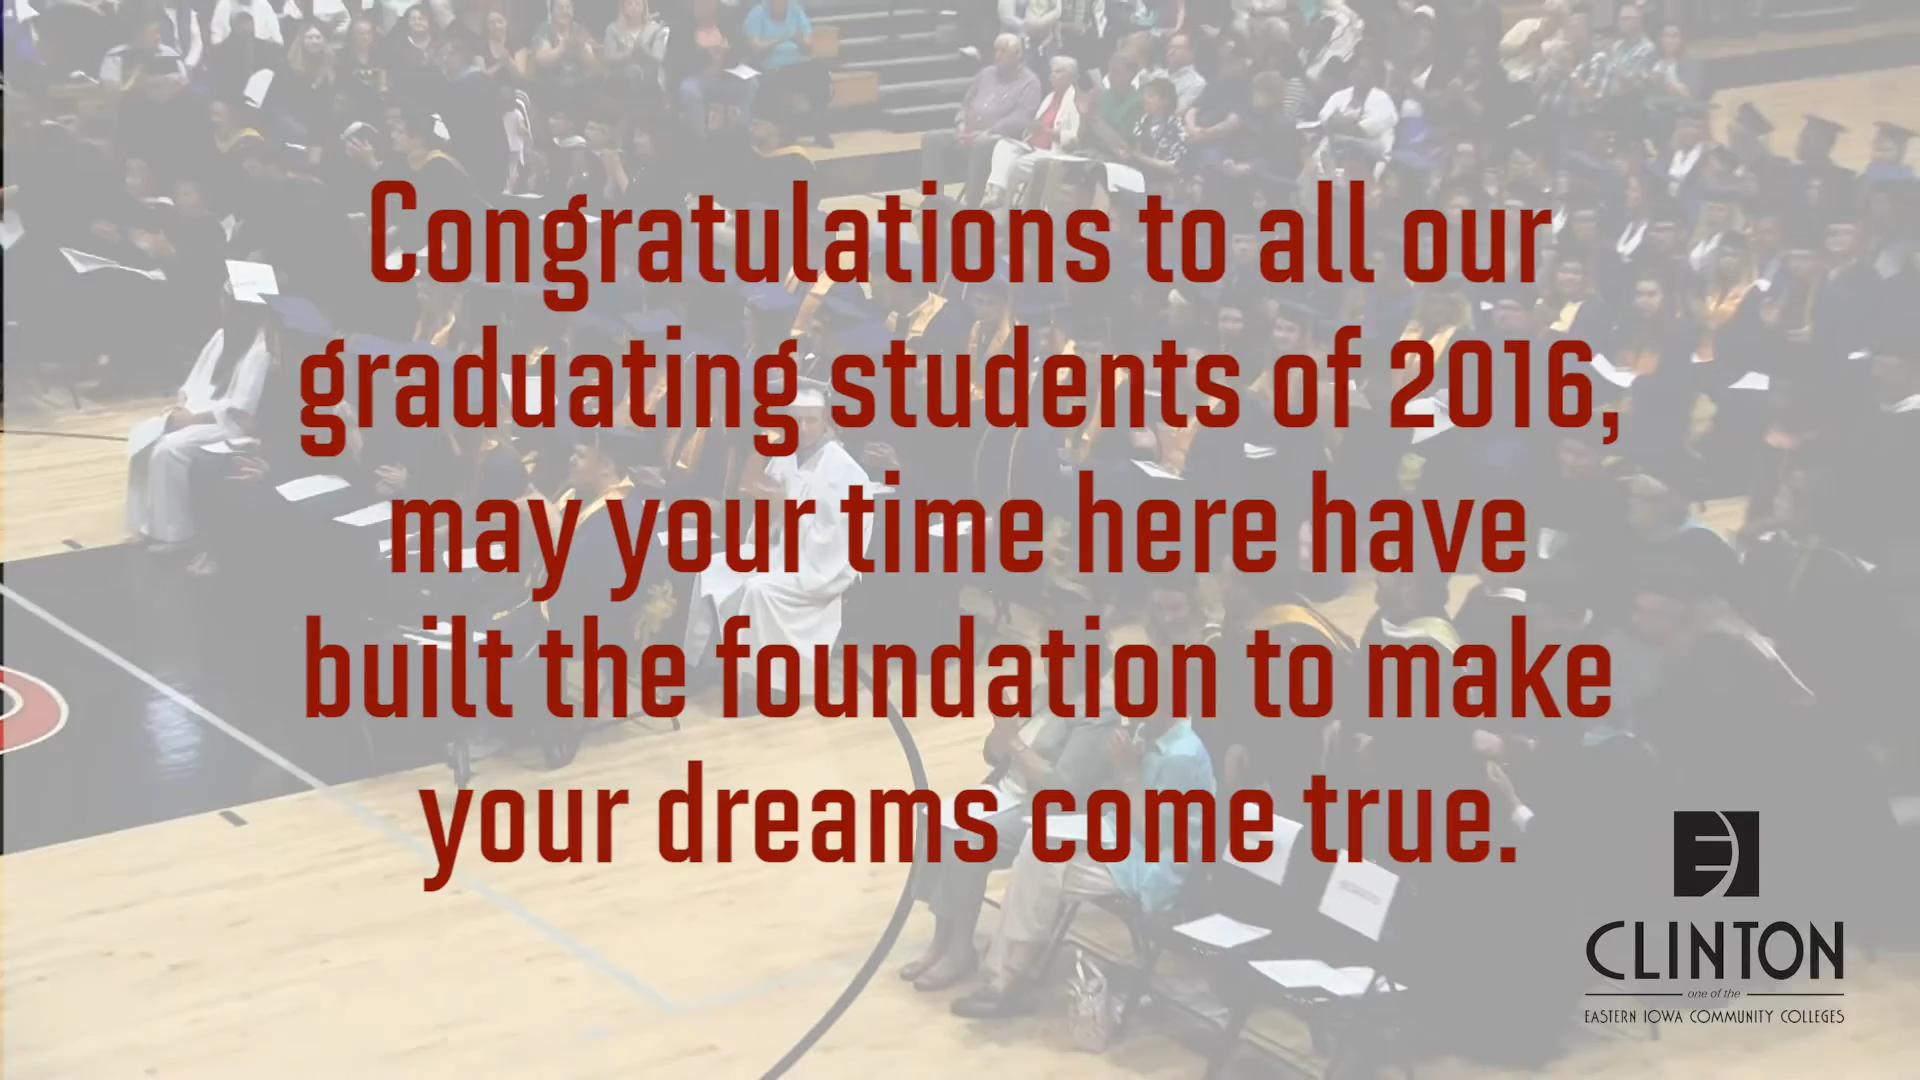 Congratulations to all our
graduating students of 2016,
may your time here have
built the foundation to make
your dreams come true.
E
CLINTON
one of the
EASTERN IOWA COMMUNITY COLLEGES